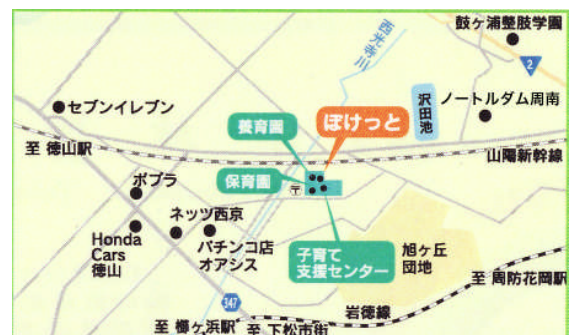 鼓ヶ浦整肢学園
西光寺川
2
セブンイレブン
沢田池
ノートルダム周南
養育園
ぽけっと
至 徳山駅
山陽新幹線
ポプラ
保育園
〒
ネッツ西京
Honda
Cars
徳山
パチンコ店
オアシス
子育て
支援センター
旭ヶ丘
団地
至 周防花岡駅
347
岩徳線
至 櫛ヶ浜駅
至 下松市街